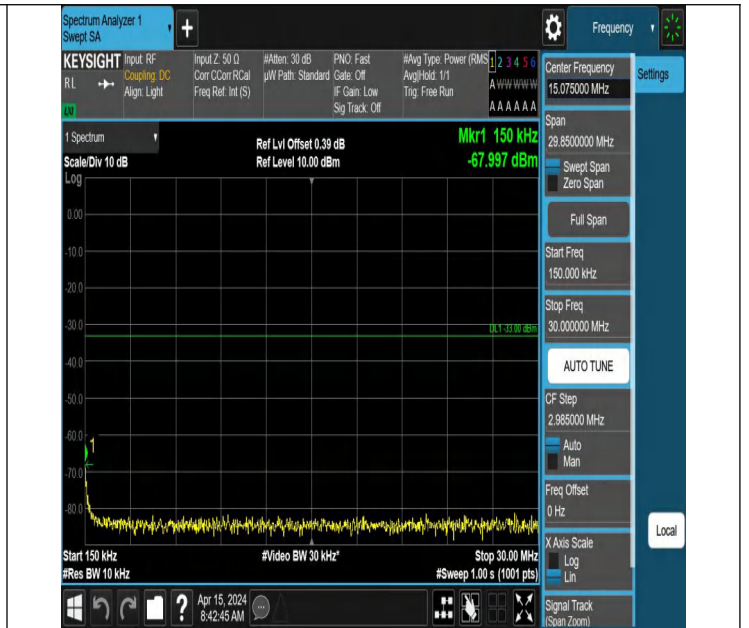 Spectrum Analyzer 1
Swept SA
+
Frequency
KEYSIGHT
RL
LXI
Input: RF
Coupling: DC
Align: Light
Input Z: 50 Ω
Corr CCorr RCal
Freq Ref: Int (S)
#Atten: 30 dB
µW Path: Standard
PNO: Fast
Gate: Off
IF Gain: Low
Sig Track: Off
#Avg Type: Power (RMS
Avg|Hold: 1/1
Trig: Free Run
1 2 3 4 5 6
A W W W W W
A A A A A A
1 Spectrum
Scale/Div 10 dB
Log
Ref Lvl Offset 0.39 dB
Ref Level 10.00 dBm
Mkr1 150 kHz
-67.997 dBm
0.00
-10.0
-20.0
-30.0
DL1 -33.00 dBm
-40.0
-50.0
-60.0
1
-70.0
-80.0
Start 150 kHz
#Res BW 10 kHz
#Video BW 30 kHz*
Stop 30.00 MHz
#Sweep 1.00 s (1001 pts)
?
Apr 15, 2024
8:42:45 AM
Center Frequency
15.075000 MHz
Settings
Span
29.8500000 MHz
Swept Span
Zero Span
Full Span
Start Freq
150.000 kHz
Stop Freq
30.000000 MHz
AUTO TUNE
CF Step
2.985000 MHz
Auto
Man
Freq Offset
0 Hz
X Axis Scale
Log
Lin
Local
Signal Track
(Span Zoom)